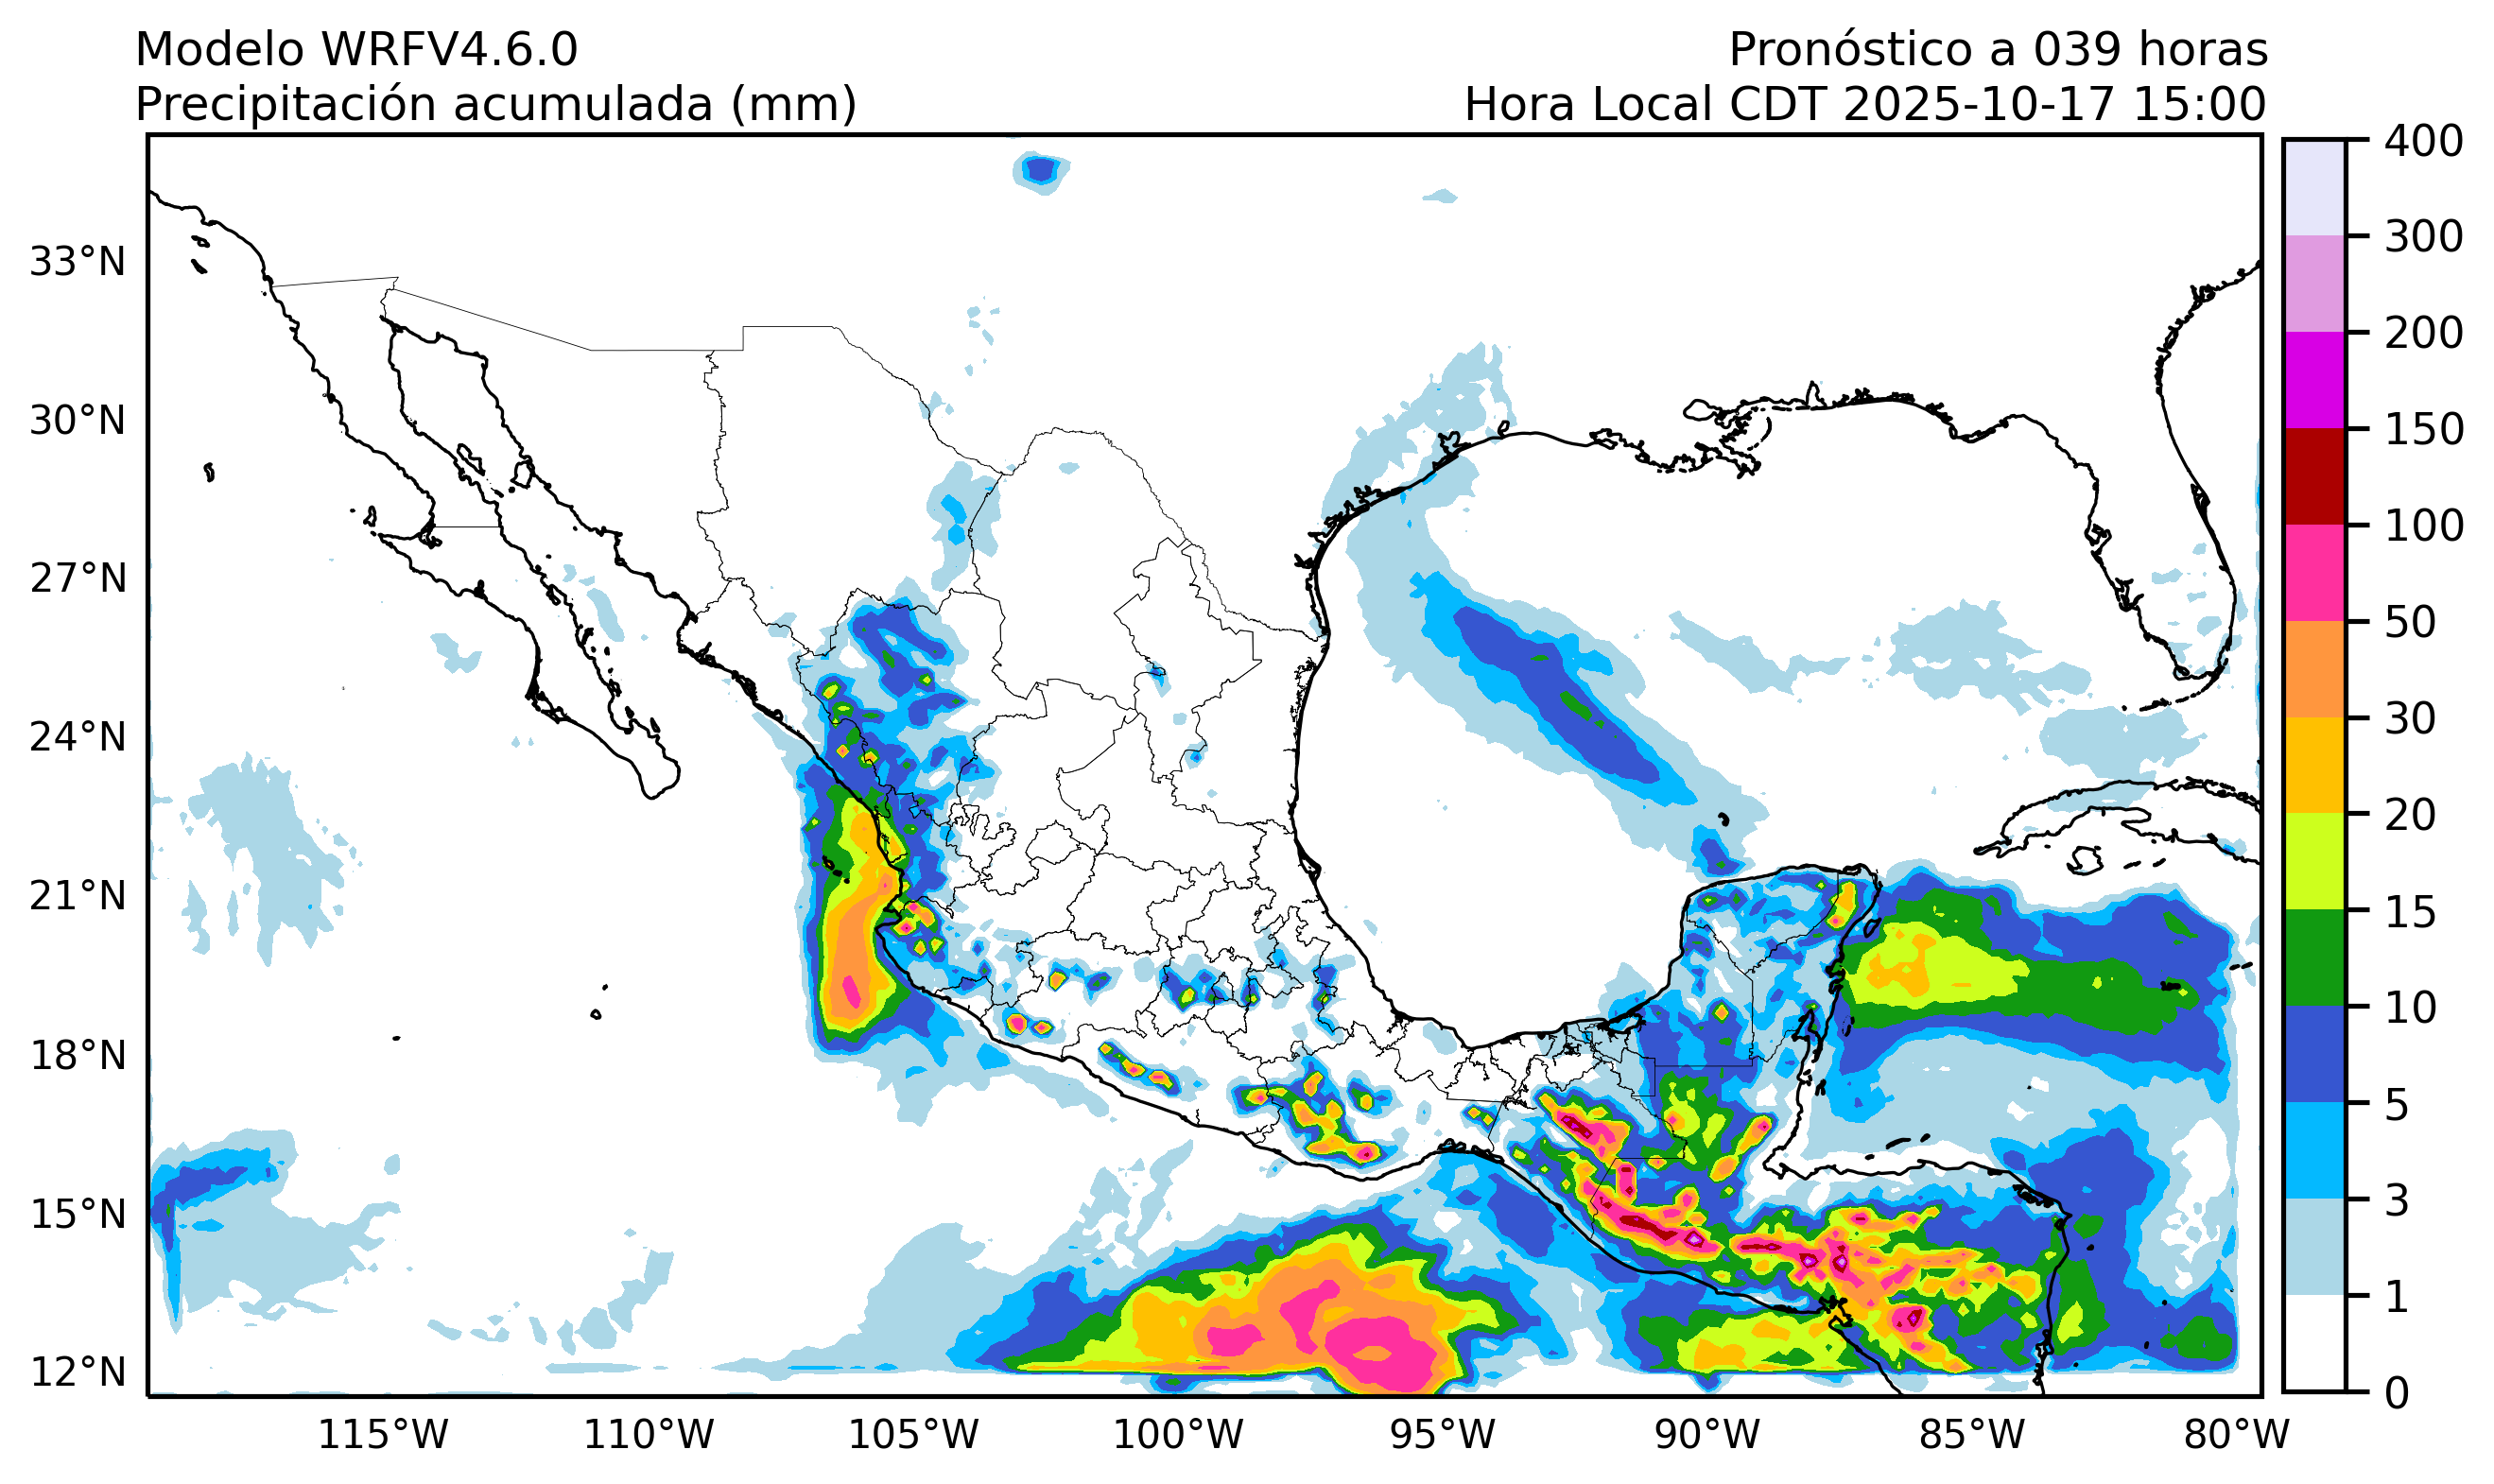 Modelo WRFV4.6.0
Pronóstico a 039 horas
Precipitación acumulada (mm)
Hora Local CDT 2025-10-17 15:00
33°N
30°N
27°N
24°N
21°N
18°N
15°N
12°N
115°W
110°W
105°W
100°W
95°W
90°W
85°W
80°W
400
300
200
150
100
50
30
20
15
10
5
3
1
0